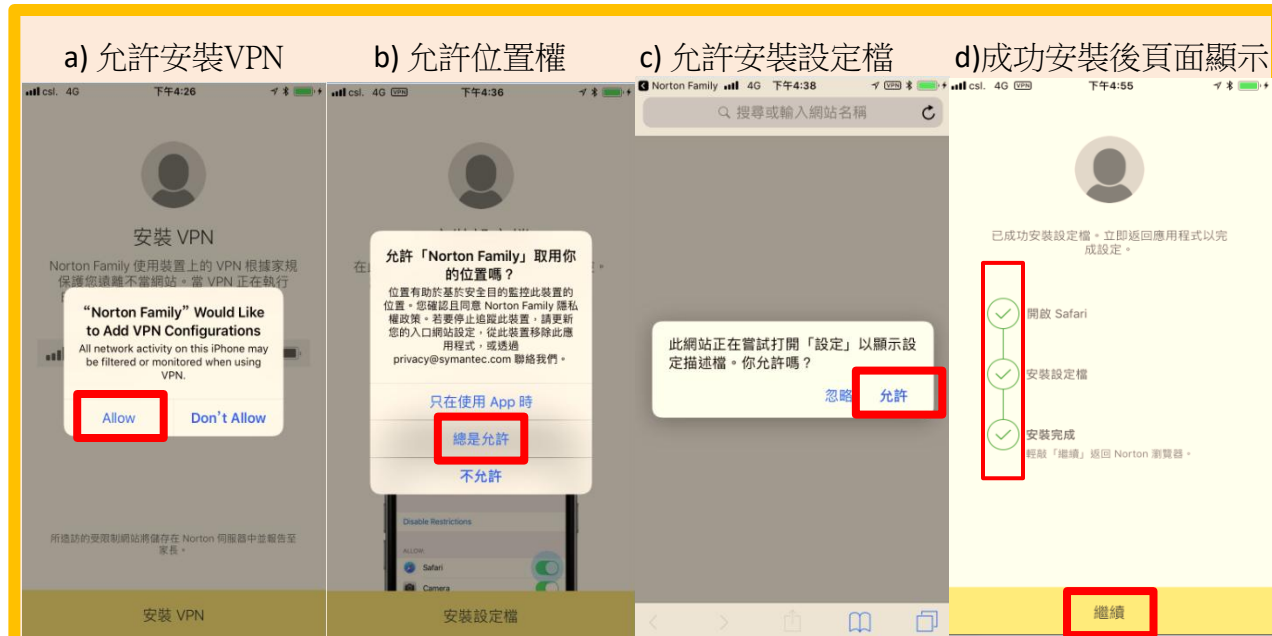 a) 允許安裝VPN
csl. 4G
下午4:26
安裝 VPN
Norton Family 使用裝置上的 VPN 根據家規
保護您遠離不當網站。當 VPN 正在執行
“Norton Family” Would Like
to Add VPN Configurations
All network activity on this iPhone may
be filtered or monitored when using
VPN.
Allow
Don’t Allow
所造訪的受限制網站將儲存在 Norton 伺服器中並報告至
家長。
安裝 VPN
b) 允許位置權
csl. 4G VPN
下午4:36
在
允許「Norton Family」取用你
的位置嗎？
位置有助於基於安全目的監控此裝置的
位置。您確認且同意 Norton Family 隱私
權政策。若要停止追蹤此裝置，請更新
您的入口網站設定，從此裝置移除此應
用程式，或透過
privacy@symantec.com 聯絡我們。
只在使用 App 時
總是允許
不允許
Disable Restrictions
ALLOW
Safari
Camera
安裝設定檔
c) 允許安裝設定檔
Norton Family 4G 下午4:38 VPN
搜尋或輸入網站名稱
此網站正在嘗試打開「設定」以顯示設
定描述檔。你允許嗎？
忽略
允許
d)成功安裝後頁面顯示
csl. 4G VPN
下午4:55
已成功安裝設定檔。立即返回應用程式以完
成設定。
開啟 Safari
安裝設定檔
安裝完成
輕敲「繼續」返回 Norton 瀏覽器。
繼續